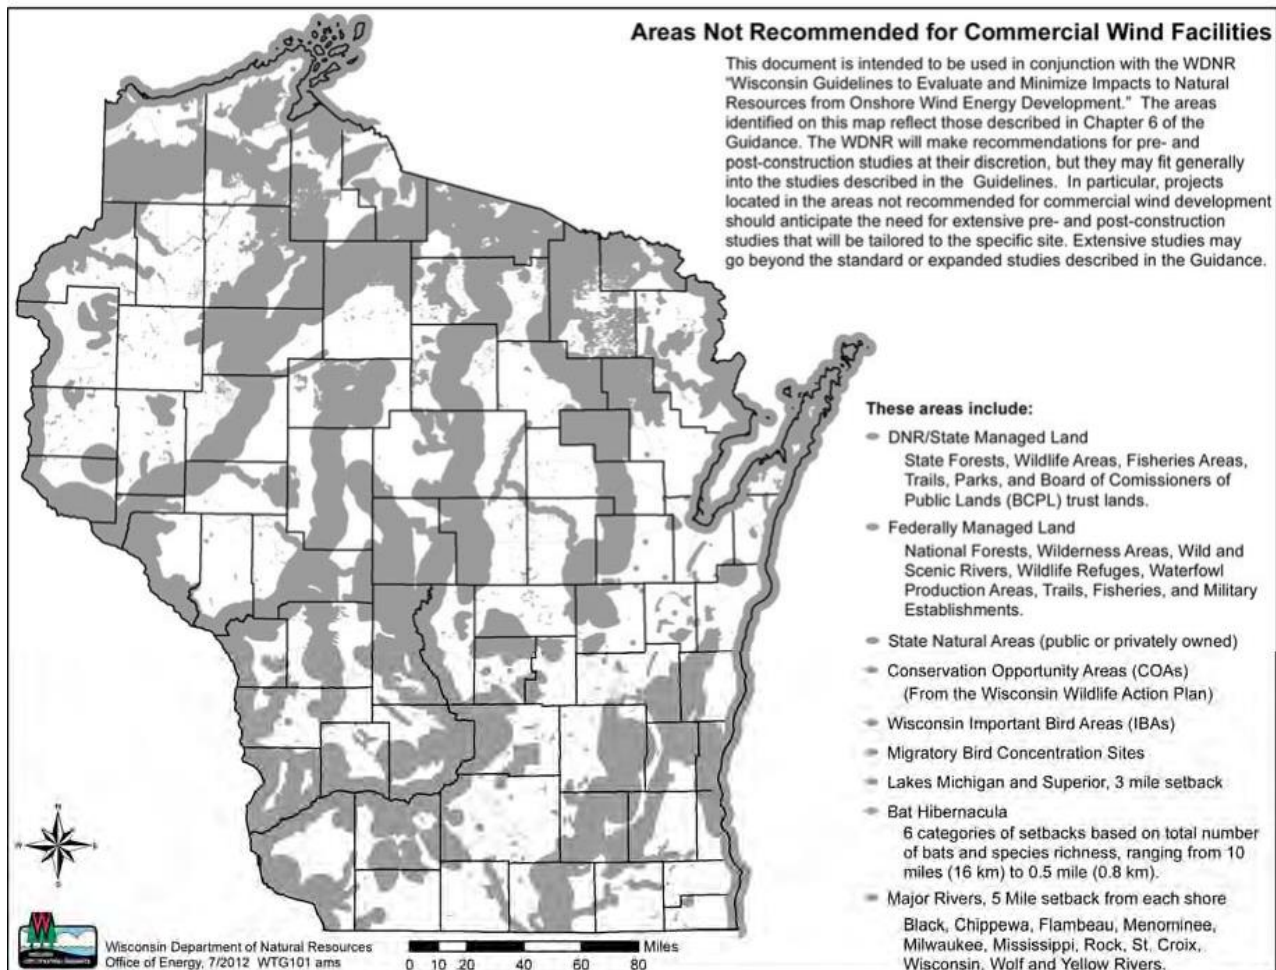 Areas Not Recommended for Commercial Wind Facilities
This document is intended to be used in conjunction with the WDNR
"Wisconsin Guidelines to Evaluate and Minimize Impacts to Natural
Resources from Onshore Wind Energy Development." The areas
identified on this map reflect those described in Chapter 6 of the
Guidance. The WDNR will make recommendations for pre- and
post-construction studies at their discretion, but they may fit generally
into the studies described in the Guidelines. In particular, projects
located in the areas not recommended for commercial wind development
should anticipate the need for extensive pre- and post-construction
studies that will be tailored to the specific site. Extensive studies may
go beyond the standard or expanded studies described in the Guidance.
These areas include:
DNR/State Managed Land
State Forests, Wildlife Areas, Fisheries Areas,
Trails, Parks, and Board of Comissioners of
Public Lands (BCPL) trust lands.
Federally Managed Land
National Forests, Wilderness Areas, Wild and
Scenic Rivers, Wildlife Refuges, Waterfowl
Production Areas, Trails, Fisheries, and Military
Establishments.
State Natural Areas (public or privately owned)
Conservation Opportunity Areas (COAs)
(From the Wisconsin Wildlife Action Plan)
Wisconsin Important Bird Areas (IBAs)
Migratory Bird Concentration Sites
Lakes Michigan and Superior, 3 mile setback
Bat Hibernacula
6 categories of setbacks based on total number
of bats and species richness, ranging from 10
miles (16 km) to 0.5 mile (0.8 km).
Major Rivers, 5 Mile setback from each shore
Black, Chippewa, Flambeau, Menominee,
Milwaukee, Mississippi, Rock, St. Croix,
Wisconsin, Wolf and Yellow Rivers.
N
W
E
S
W
Wisconsin Department of Natural Resources
Office of Energy, 7/2012 WTG101 ams
Miles
0 10 20 40 60 80